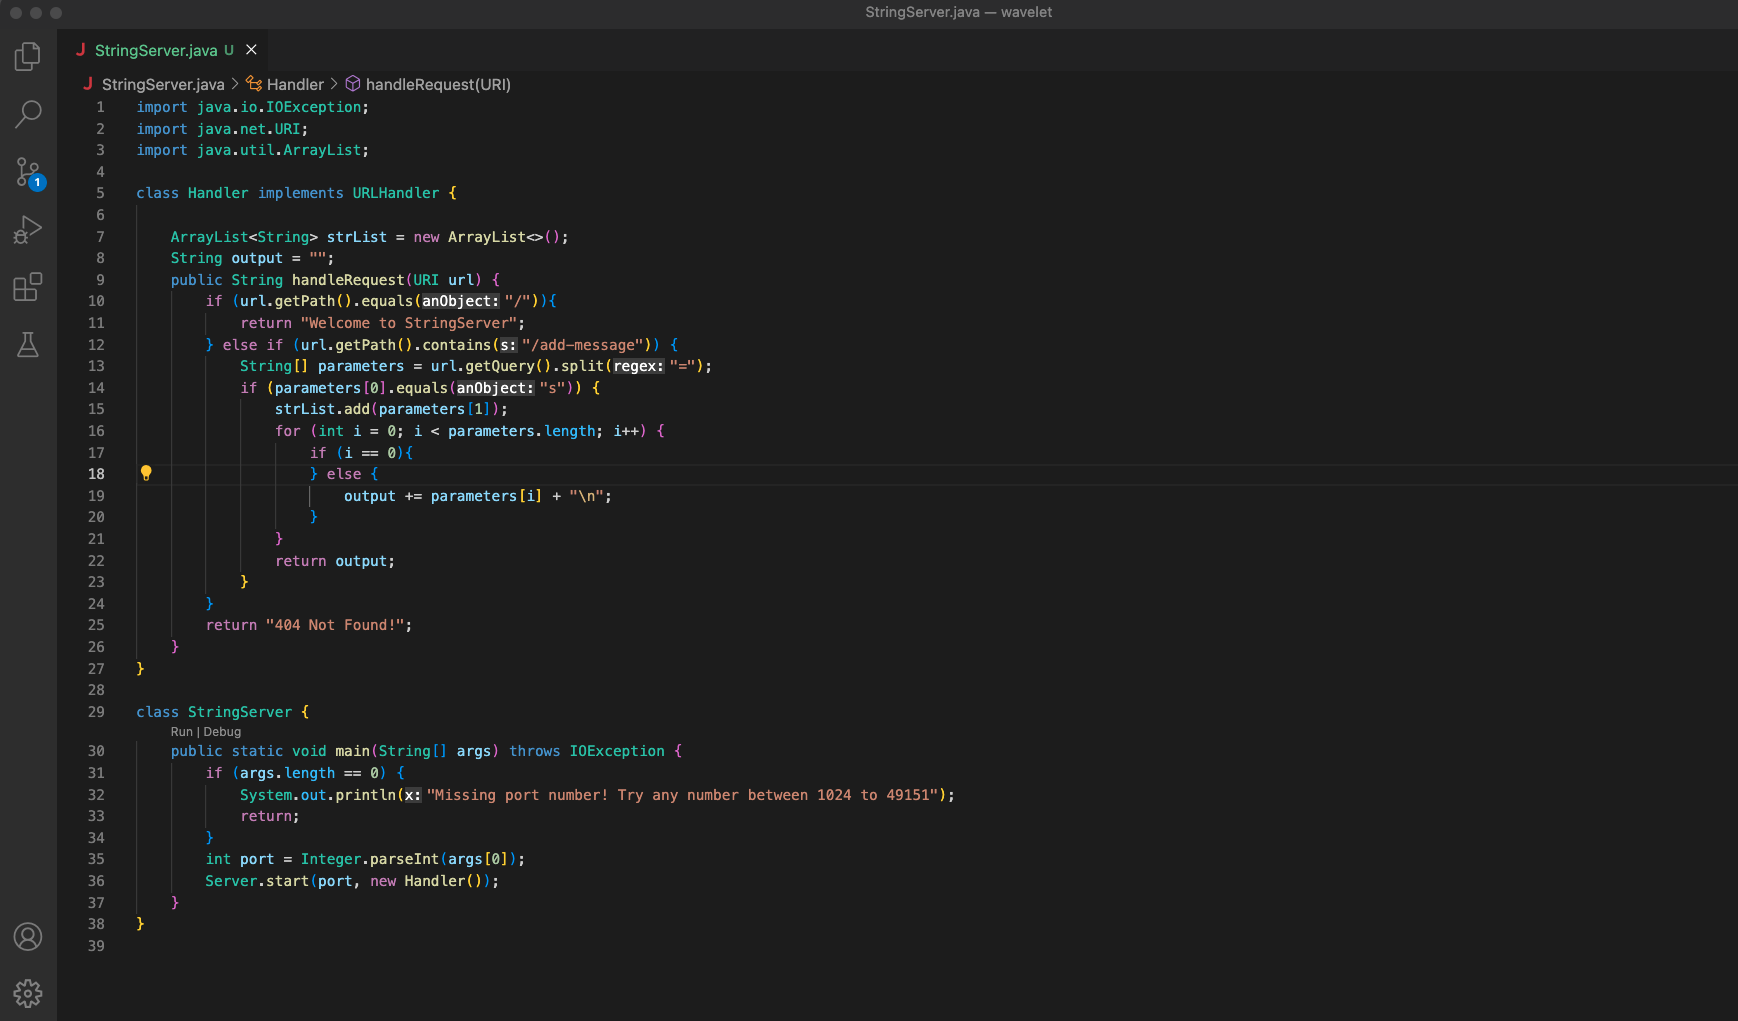 StringServer.java — wavelet
StringServer.java U
StringServer.java > Handler > handleRequest(URI)
1 import java.io.IOException;
2 import java.net.URI;
3 import java.util.ArrayList;
4
5 class Handler implements URLHandler {
6
7 ArrayList<String> strList = new ArrayList<>();
8 String output = "";
9 public String handleRequest(URI url) {
10 if (url.getPath().equals(anObject: "/")){
11 return "Welcome to StringServer";
12 } else if (url.getPath().contains(s: "/add-message")) {
13 String[] parameters = url.getQuery().split(regex: "=");
14 if (parameters[0].equals(anObject: "s")) {
15 strList.add(parameters[1]);
16 for (int i = 0; i < parameters.length; i++) {
17 if (i == 0){
18 } else {
19 output += parameters[i] + "\n";
20 }
21 }
22 return output;
23 }
24 }
25 return "404 Not Found!";
26 }
27 }
28
29 class StringServer {
Run | Debug
30 public static void main(String[] args) throws IOException {
31 if (args.length == 0) {
32 System.out.println(x: "Missing port number! Try any number between 1024 to 49151");
33 return;
34 }
35 int port = Integer.parseInt(args[0]);
36 Server.start(port, new Handler());
37 }
38 }
39
1